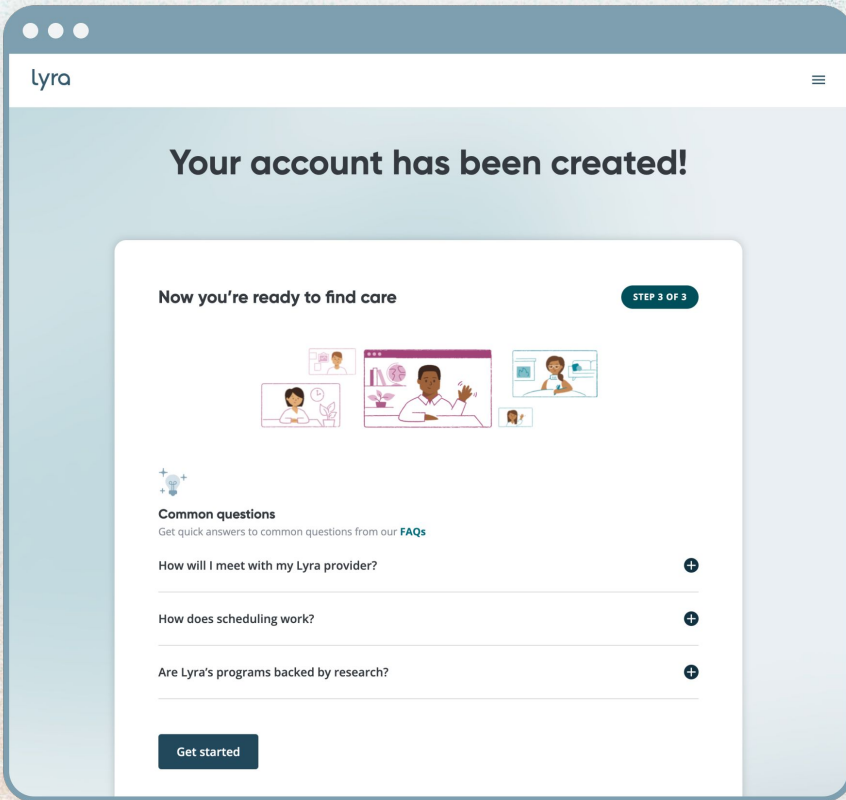 lyra
Your account has been created!
Now you're ready to find care
STEP 3 OF 3
Common questions
Get quick answers to common questions from our FAQs
How will I meet with my Lyra provider?
How does scheduling work?
Are Lyra's programs backed by research?
Get started